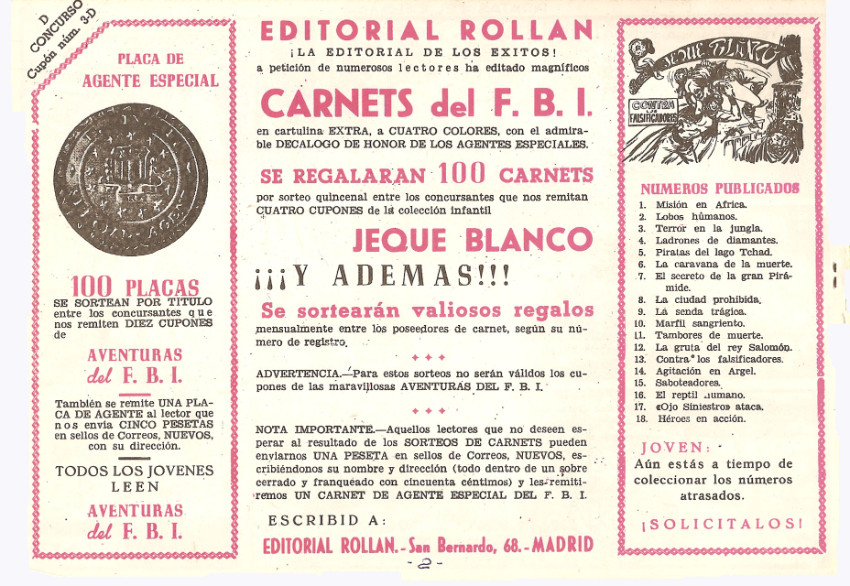 D
CONCURSO
Cupón núm. 3-D
PLACA DE
AGENTE ESPECIAL
100 PLACAS
SE SORTEAN POR TITULO
entre los concursantes que
nos remiten DIEZ CUPONES
de
AVENTURAS
del F. B. I.
También se remite UNA PLA-
CA DE AGENTE al lector que
nos envía CINCO PESETAS
en sellos de Correos, NUEVOS,
con su dirección.
TODOS LOS JOVENES
LEEN
AVENTURAS
del F. B. I.
EDITORIAL ROLLAN
¡LA EDITORIAL DE LOS EXITOS!
a petición de numerosos lectores ha editado magníficos
CARNETS del F. B. I.
en cartulina EXTRA, a CUATRO COLORES, con el admira-
ble DECALOGO DE HONOR DE LOS AGENTES ESPECIALES.
SE REGALARAN 100 CARNETS
por sorteo quincenal entre los concursantes que nos remitan
CUATRO CUPONES de la colección infantil
JEQUE BLANCO
¡¡¡Y ADEMAS!!!
Se sortearán valiosos regalos
mensualmente entre los poseedores de carnet, según su nú-
mero de registro.
ADVERTENCIA.—Para estos sorteos no serán válidos los cu-
pones de las maravillosas AVENTURAS DEL F. B. I.
NOTA IMPORTANTE.—Aquellos lectores que no deseen es-
perar al resultado de los SORTEOS DE CARNETS pueden
enviarnos UNA PESETA en sellos de Correos, NUEVOS, es-
cribiéndonos su nombre y dirección (todo dentro de un sobre
cerrado y franqueado con cincuenta céntimos) y les remiti-
remos UN CARNET DE AGENTE ESPECIAL DEL F. B. I.
ESCRIBID A:
EDITORIAL ROLLAN.-San Bernardo, 68.-MADRID
- 2 -
JEQUE BLANCO
CONTRA
LOS
FALSIFICADORES
NUMEROS PUBLICADOS
1. Misión en Africa.
2. Lobos humanos.
3. Terror en la jungla.
4. Ladrones de diamantes.
5. Piratas del lago Tchad.
6. La caravana de la muerte.
7. El secreto de la gran Pirá-
mide.
8. La ciudad prohibida.
9. La senda trágica.
10. Marfil sangriento.
11. Tambores de muerte.
12. La gruta del rey Salomón.
13. Contra los falsificadores.
14. Agitación en Argel.
15. Saboteadores.
16. El reptil humano.
17. «Ojo Siniestro» ataca.
18. Héroes en acción.
JOVEN:
Aún estás a tiempo de
coleccionar los números
atrasados.
¡SOLICITALOS!